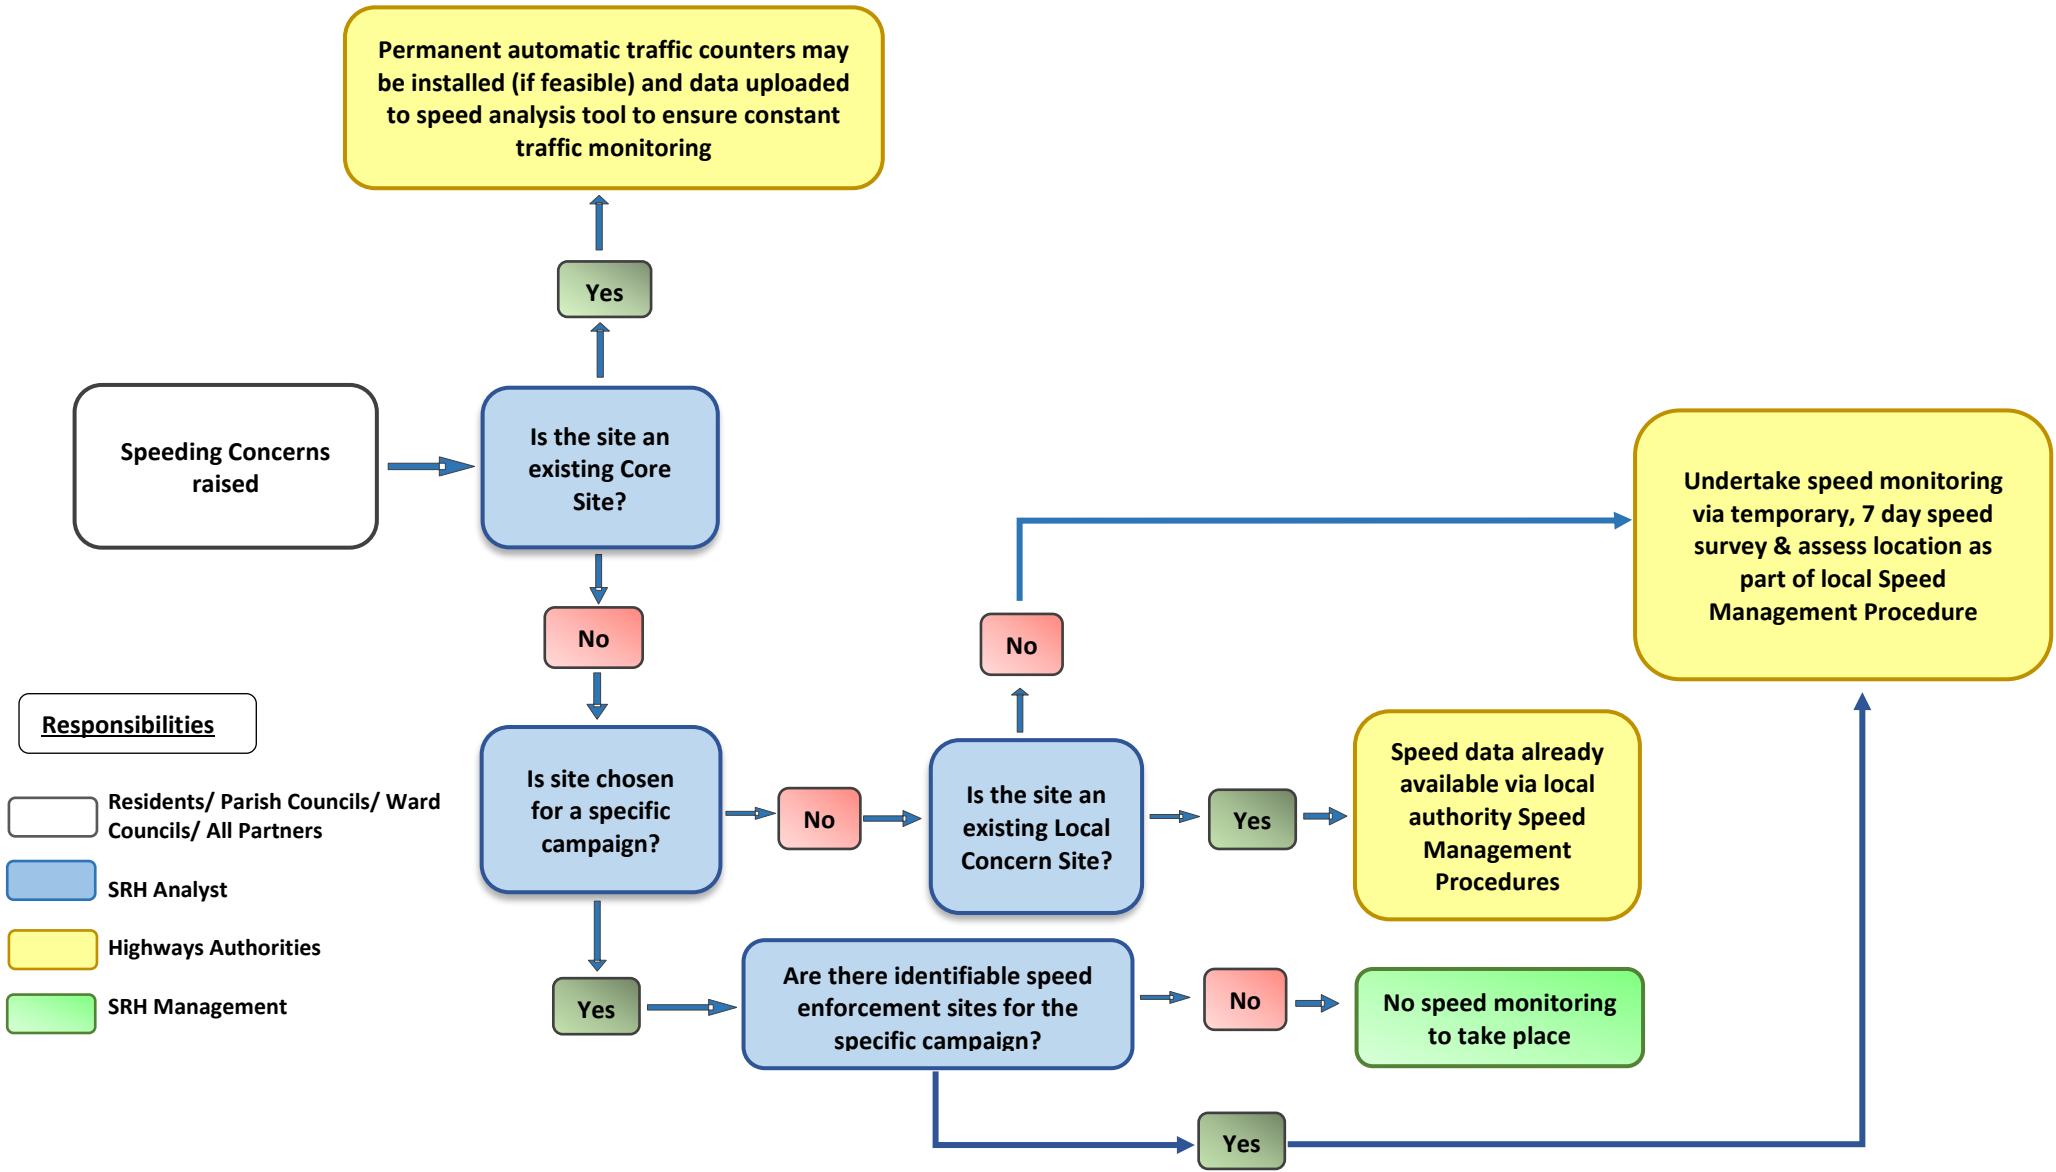 Permanent automatic traffic counters may
be installed (if feasible) and data uploaded
to speed analysis tool to ensure constant
traffic monitoring
Yes
Speeding Concerns
raised
Is the site an
existing Core
Site?
No
Is site chosen
for a specific
campaign?
No
Is the site an
existing Local
Concern Site?
No
Undertake speed monitoring
via temporary, 7 day speed
survey & assess location as
part of local Speed
Management Procedure
Yes
Speed data already
available via local
authority Speed
Management
Procedures
Yes
Are there identifiable speed
enforcement sites for the
specific campaign?
No
No speed monitoring
to take place
Yes
Responsibilities
Residents/ Parish Councils/ Ward
Councils/ All Partners
SRH Analyst
Highways Authorities
SRH Management